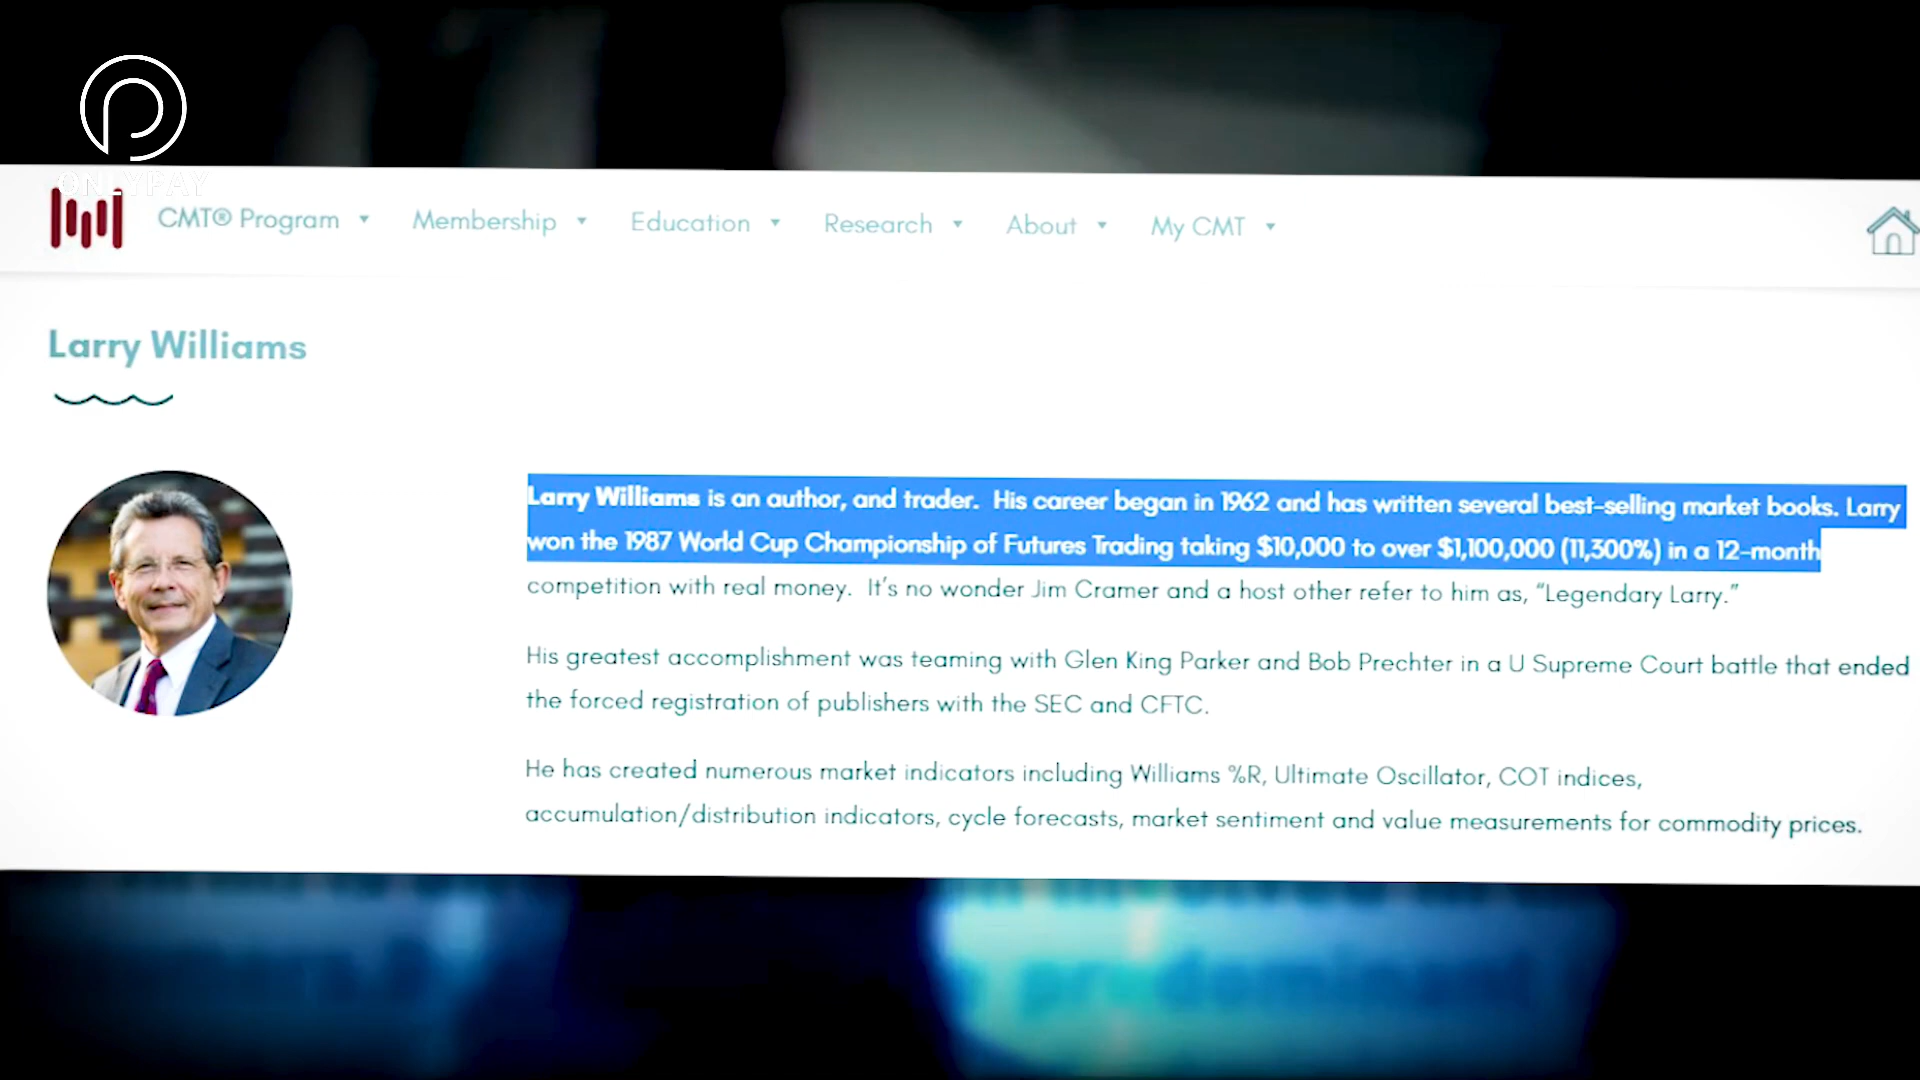 ONLYPAY
CMT® Program Membership Education Research About My CMT
Larry Williams
Larry Williams is an author, and trader. His career began in 1962 and has written several best-selling market books. Larry
won the 1987 World Cup Championship of Futures Trading taking $10,000 to over $1,100,000 (11,300%) in a 12-month
competition with real money. It's no wonder Jim Cramer and a host other refer to him as, “Legendary Larry.”
His greatest accomplishment was teaming with Glen King Parker and Bob Prechter in a U Supreme Court battle that ended
the forced registration of publishers with the SEC and CFTC.
He has created numerous market indicators including Williams %R, Ultimate Oscillator, COT indices,
accumulation/distribution indicators, cycle forecasts, market sentiment and value measurements for commodity prices.